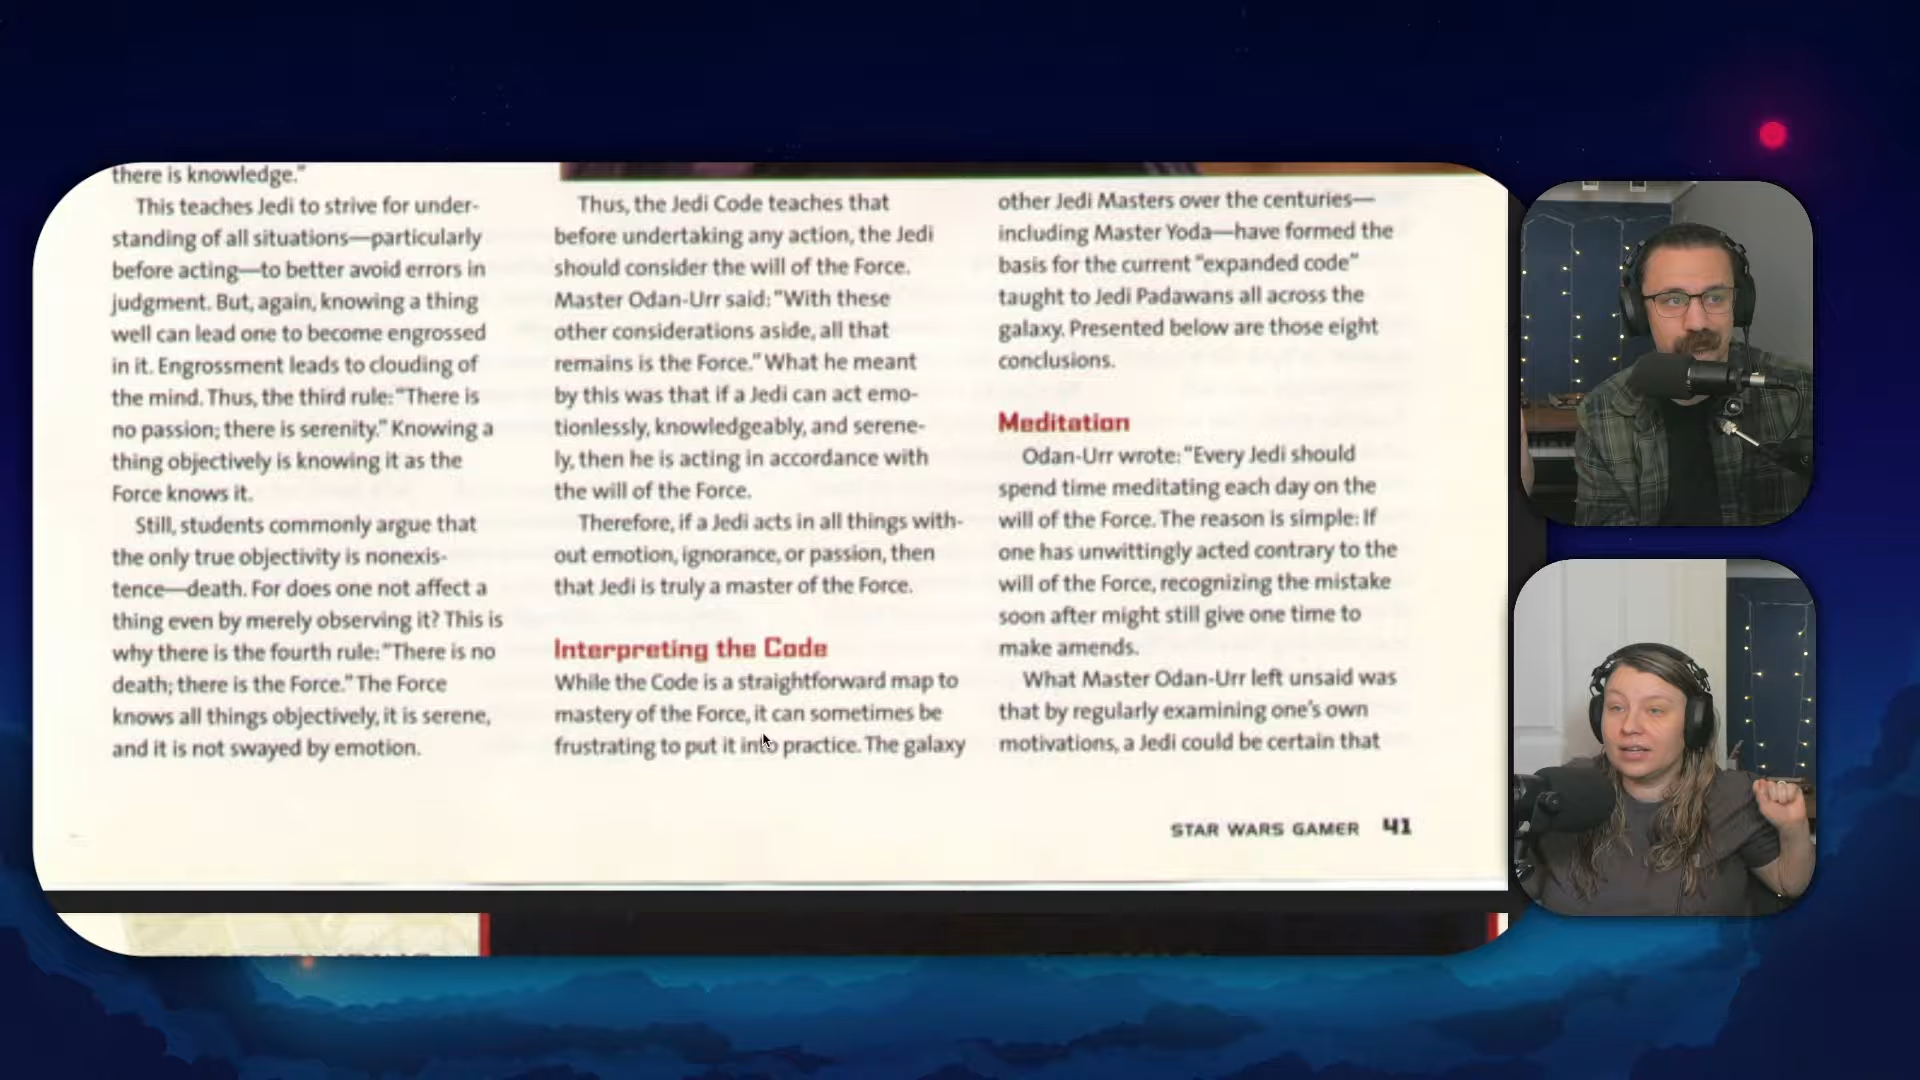 there is knowledge."
This teaches Jedi to strive for under-
standing of all situations—particularly
before acting—to better avoid errors in
judgment. But, again, knowing a thing
well can lead one to become engrossed
in it. Engrossment leads to clouding of
the mind. Thus, the third rule: "There is
no passion; there is serenity." Knowing a
thing objectively is knowing it as the
Force knows it.
Still, students commonly argue that
the only true objectivity is nonexis-
tence—death. For does one not affect a
thing even by merely observing it? This is
why there is the fourth rule: "There is no
death; there is the Force." The Force
knows all things objectively, it is serene,
and it is not swayed by emotion.
Thus, the Jedi Code teaches that
before undertaking any action, the Jedi
should consider the will of the Force.
Master Odan-Urr said: "With these
other considerations aside, all that
remains is the Force." What he meant
by this was that if a Jedi can act emo-
tionlessly, knowledgeably, and serene-
ly, then he is acting in accordance with
the will of the Force.
Therefore, if a Jedi acts in all things with-
out emotion, ignorance, or passion, then
that Jedi is truly a master of the Force.
Interpreting the Code
While the Code is a straightforward map to
mastery of the Force, it can sometimes be
frustrating to put it into practice. The galaxy
other Jedi Masters over the centuries—
including Master Yoda—have formed the
basis for the current "expanded code"
taught to Jedi Padawans all across the
galaxy. Presented below are those eight
conclusions.
Meditation
Odan-Urr wrote: "Every Jedi should
spend time meditating each day on the
will of the Force. The reason is simple: If
one has unwittingly acted contrary to the
will of the Force, recognizing the mistake
soon after might still give one time to
make amends.
What Master Odan-Urr left unsaid was
that by regularly examining one's own
motivations, a Jedi could be certain that
STAR WARS GAMER 41